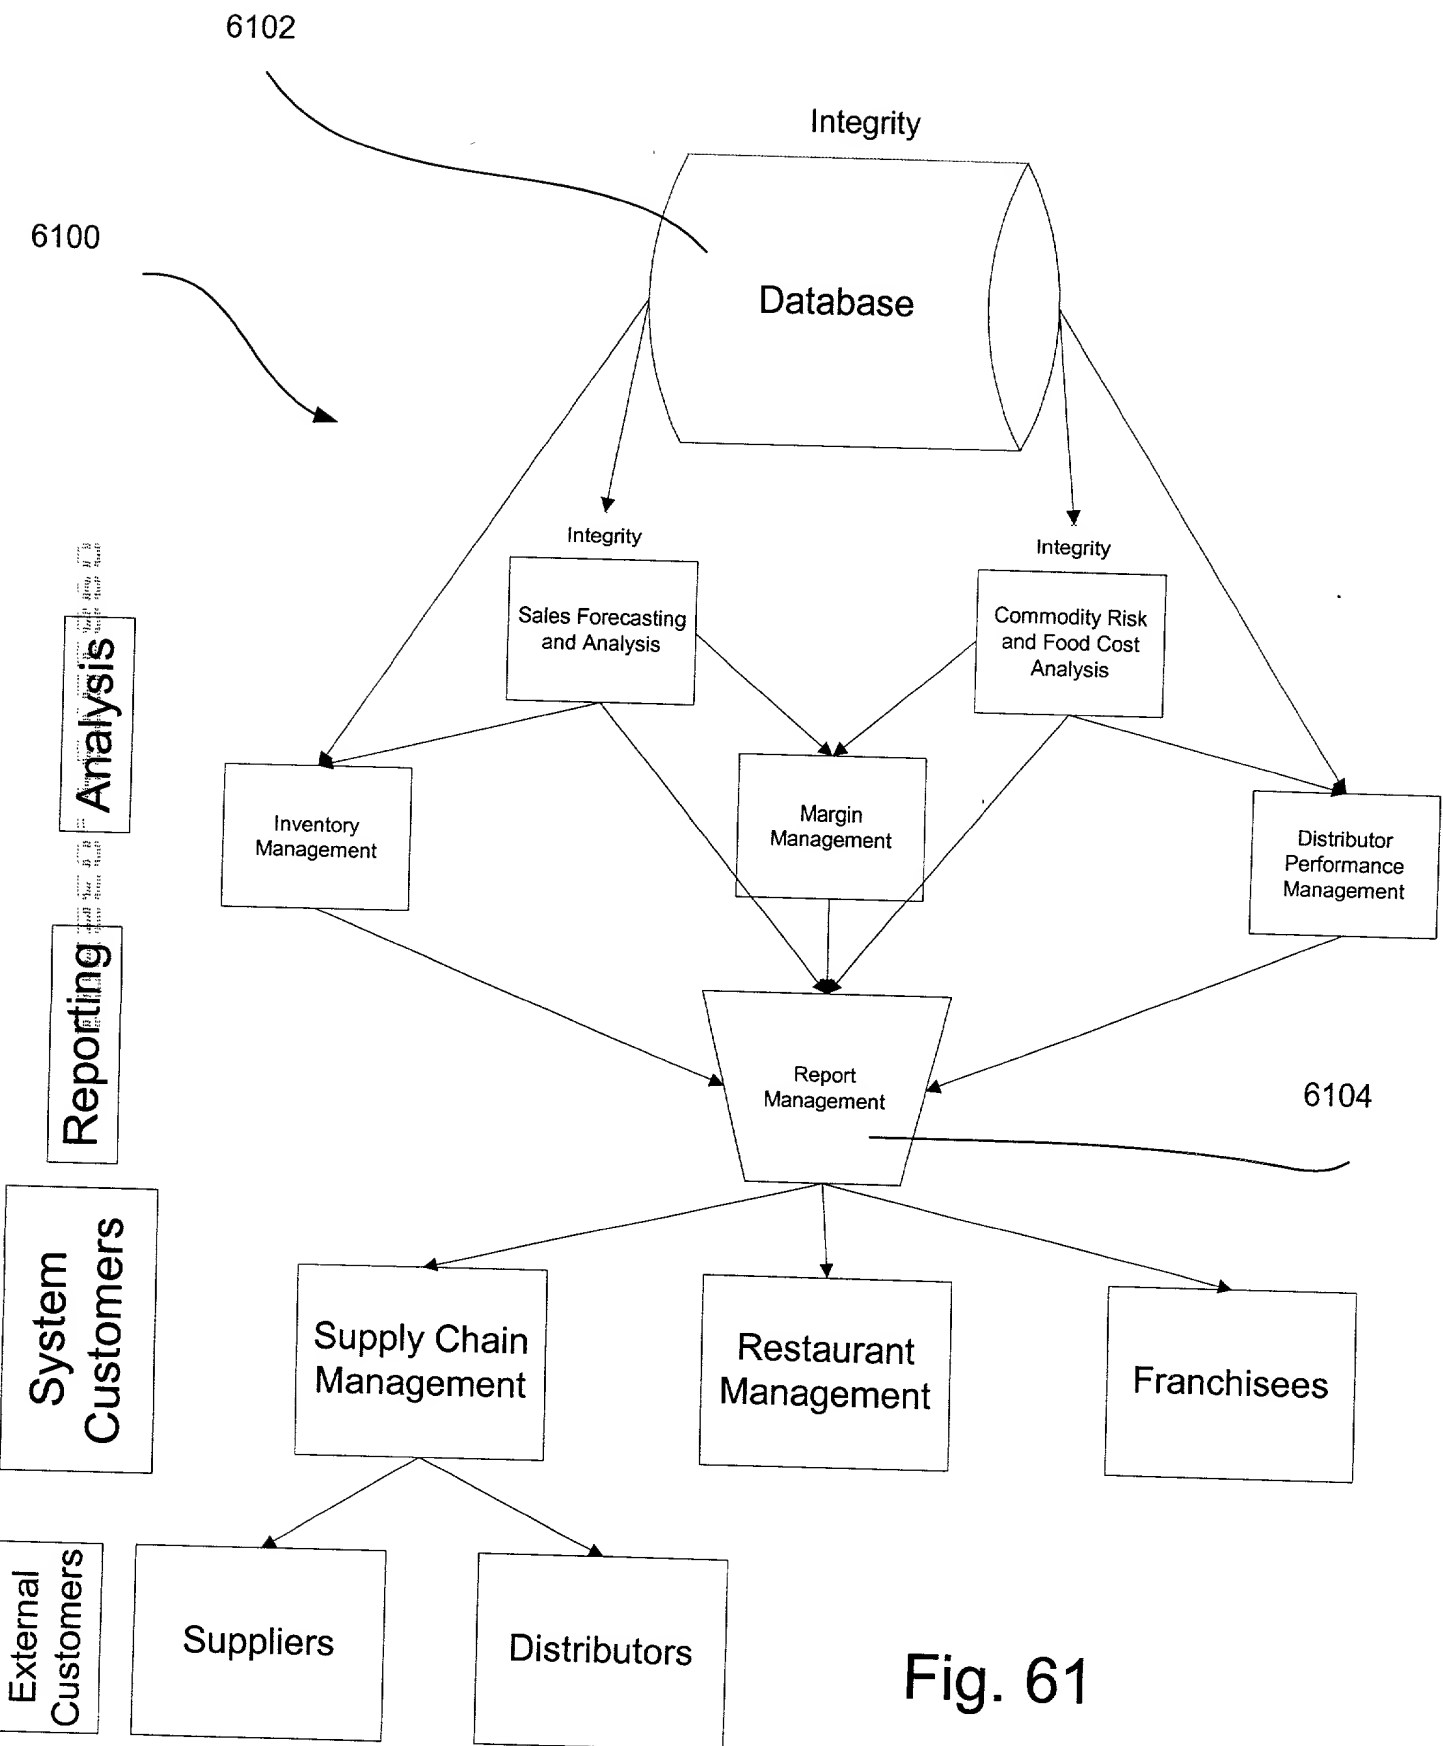 6102
Integrity
6100
Database
Integrity
Integrity
Sales Forecasting
and Analysis
Commodity Risk
and Food Cost
Analysis
Analysis
Inventory
Management
Margin
Management
Distributor
Performance
Management
Reporting
Report
Management
6104
System
Customers
Supply Chain
Management
Restaurant
Management
Franchisees
External
Customers
Suppliers
Distributors
Fig. 61